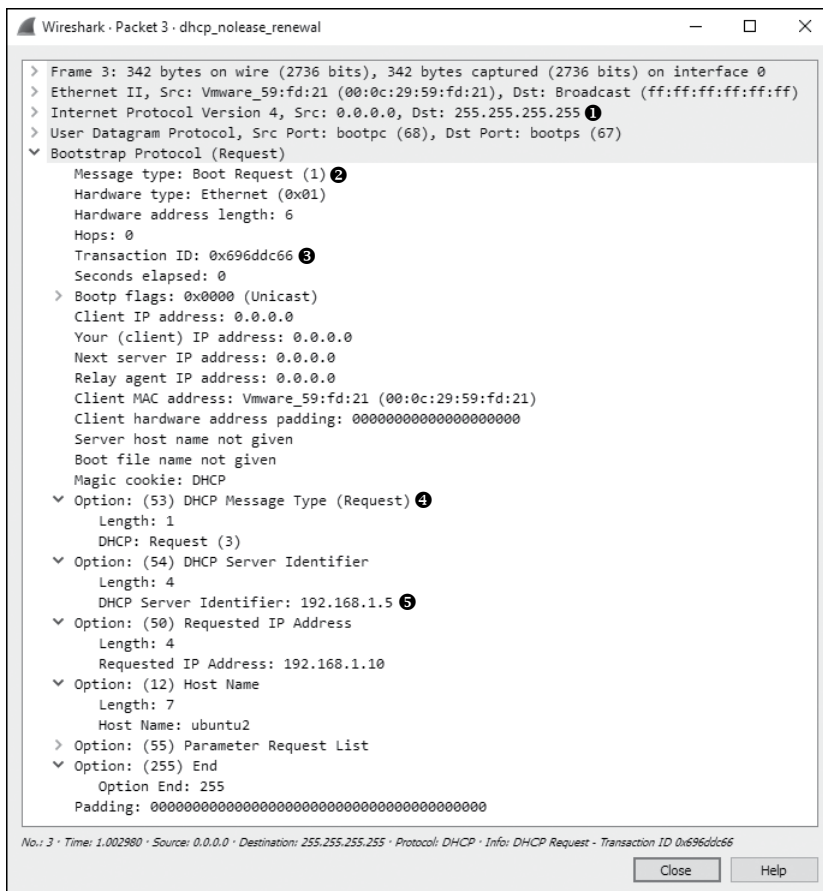 Wireshark · Packet 3 · dhcp_nolease_renewal
Frame 3: 342 bytes on wire (2736 bits), 342 bytes captured (2736 bits) on interface 0
Ethernet II, Src: Vmware_59:fd:21 (00:0c:29:59:fd:21), Dst: Broadcast (ff:ff:ff:ff:ff:ff)
Internet Protocol Version 4, Src: 0.0.0.0, Dst: 255.255.255.255 ❶
User Datagram Protocol, Src Port: bootpc (68), Dst Port: bootps (67)
Bootstrap Protocol (Request)
Message type: Boot Request (1) ❷
Hardware type: Ethernet (0x01)
Hardware address length: 6
Hops: 0
Transaction ID: 0x696ddc66 ❸
Seconds elapsed: 0
Bootp flags: 0x0000 (Unicast)
Client IP address: 0.0.0.0
Your (client) IP address: 0.0.0.0
Next server IP address: 0.0.0.0
Relay agent IP address: 0.0.0.0
Client MAC address: Vmware_59:fd:21 (00:0c:29:59:fd:21)
Client hardware address padding: 00000000000000000000
Server host name not given
Boot file name not given
Magic cookie: DHCP
Option: (53) DHCP Message Type (Request) ❹
Length: 1
DHCP: Request (3)
Option: (54) DHCP Server Identifier
Length: 4
DHCP Server Identifier: 192.168.1.5 ❺
Option: (50) Requested IP Address
Length: 4
Requested IP Address: 192.168.1.10
Option: (12) Host Name
Length: 7
Host Name: ubuntu2
Option: (55) Parameter Request List
Option: (255) End
Option End: 255
Padding: 0000000000000000000000000000000000000000
No.: 3 · Time: 1.002980 · Source: 0.0.0.0 · Destination: 255.255.255.255 · Protocol: DHCP · Info: DHCP Request - Transaction ID 0x696ddc66
Close
Help